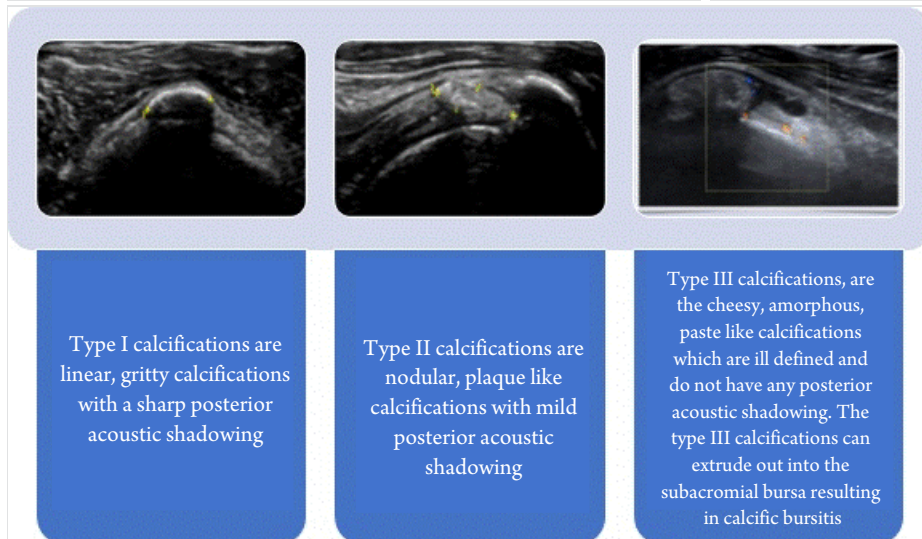 Type I calcifications are
linear, gritty calcifications
with a sharp posterior
acoustic shadowing
Type II calcifications are
nodular, plaque like
calcifications with mild
posterior acoustic
shadowing
Type III calcifications, are
the cheesy, amorphous,
paste like calcifications
which are ill defined and
do not have any posterior
acoustic shadowing. The
type III calcifications can
extrude out into the
subacromial bursa resulting
in calcific bursitis